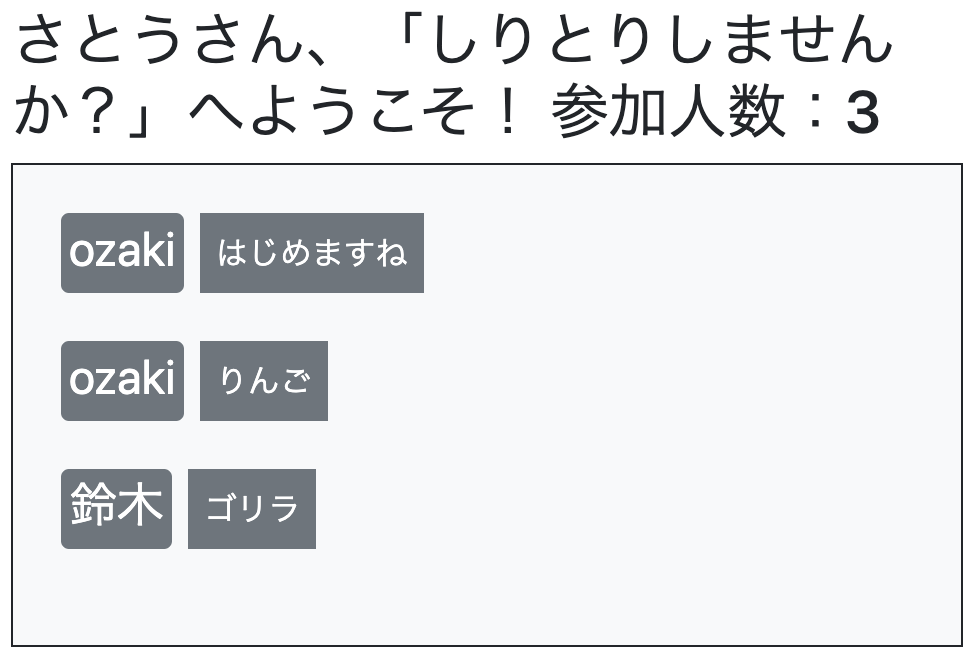 さとうさん、「しりとりしません
か？」へようこそ！ 参加人数：3
ozaki はじめますね
ozaki りんご
鈴木 ゴリラ